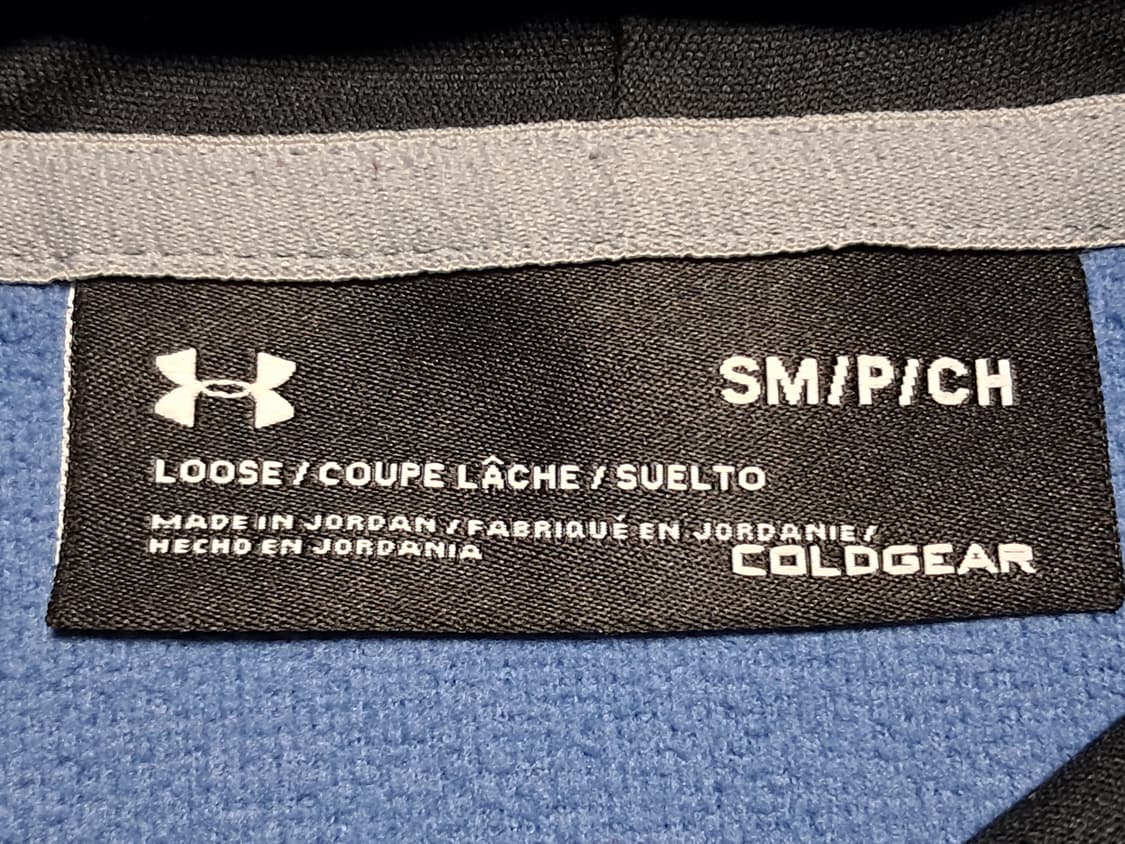 SM/P/CH
LOOSE / COUPE LÂCHE / SUELTO
MADE IN JORDAN / FABRIQUÉ EN JORDANIE /
HECHO EN JORDANIA
COLDGEAR